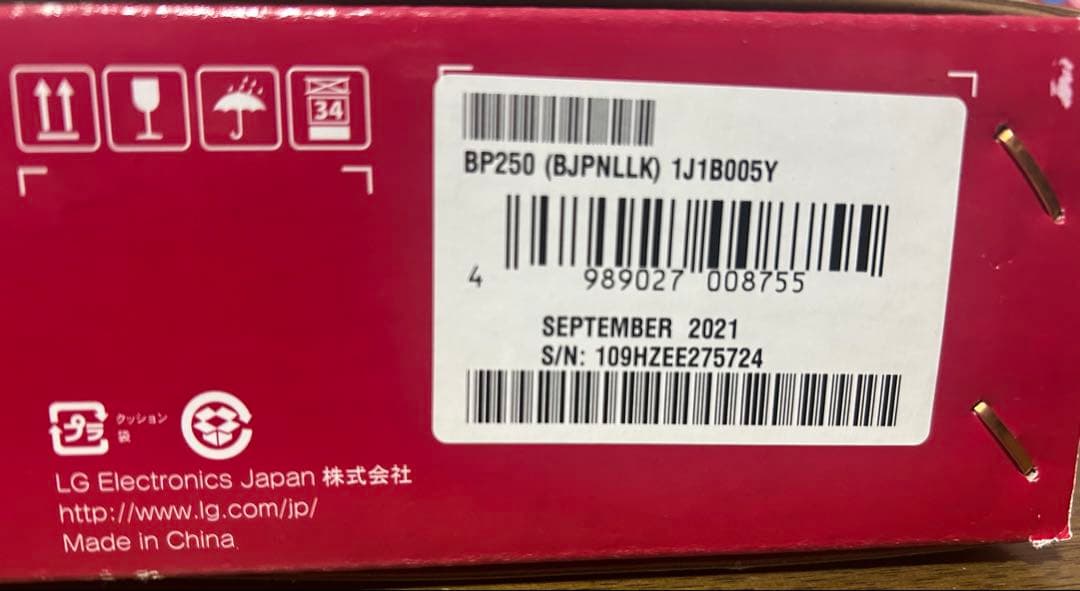 34
BP250 (BJPNLLK) 1J1B005Y
4 989027 008755
SEPTEMBER 2021
S/N: 109HZEE275724
プラ
クッション
袋
LG Electronics Japan 株式会社
http://www.lg.com/jp/
Made in China